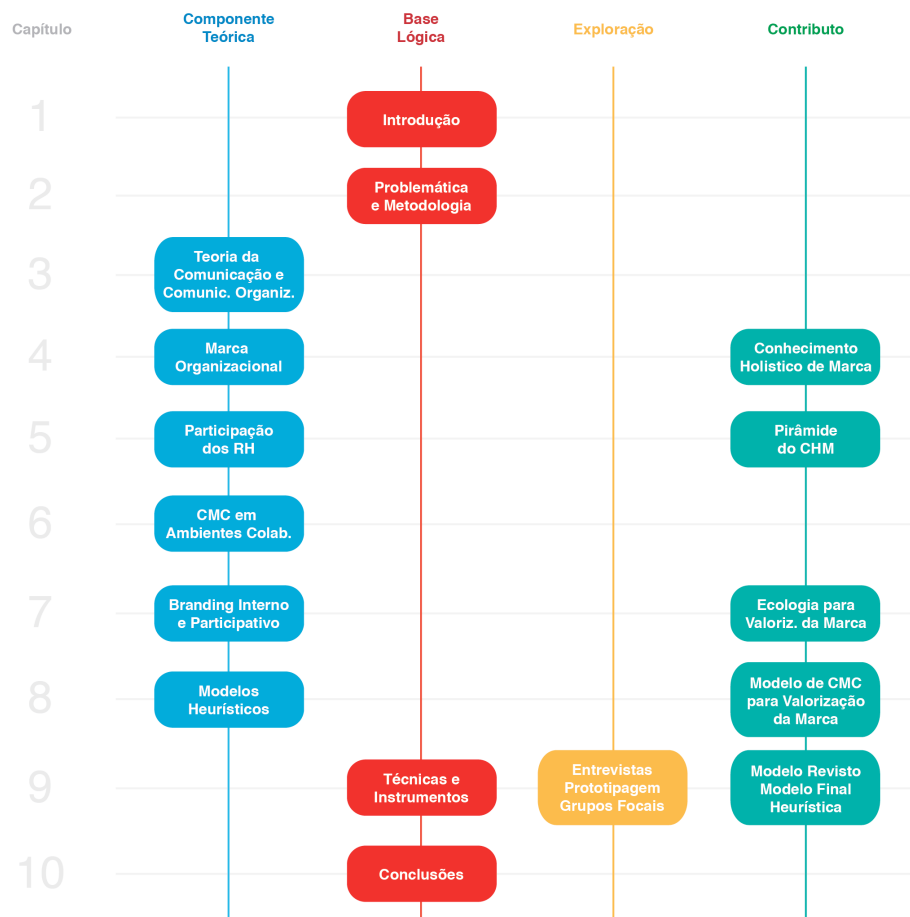 Capítulo
Componente
Teórica
Base
Lógica
Exploração
Contributo
1
Introdução
2
Problemática
e Metodologia
3
Teoria da
Comunicação e
Comunic. Organiz.
4
Marca
Organizacional
Conhecimento
Holistico de Marca
5
Participação
dos RH
Pirâmide
do CHM
6
CMC em
Ambientes Colab.
7
Branding Interno
e Participativo
Ecologia para
Valoriz. da Marca
8
Modelos
Heurísticos
Modelo de CMC
para Valorização
da Marca
9
Técnicas e
Instrumentos
Entrevistas
Prototipagem
Grupos Focais
Modelo Revisto
Modelo Final
Heurística
10
Conclusões